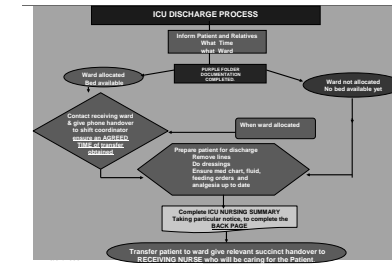 ICU DISCHARGE PROCESS
Inform Patient and Relatives
What Time
what Ward
PURPLE FOLDER
DOCUMENTATION
COMPLETED.
Ward allocated
Bed available
Ward not allocated
No bed available yet
Contact receiving ward
& give phone handover
to shift coordinator
ensure an AGREED
TIME of transfer
obtained
When ward allocated
Prepare patient for discharge
Remove lines
Do dressings
Ensure med chart, fluid,
feeding orders and
analgesia up to date
Complete ICU NURSING SUMMARY
Taking particular notice, to complete the
BACK PAGE
Transfer patient to ward give relevant succinct handover to
RECEIVING NURSE who will be caring for the Patient.